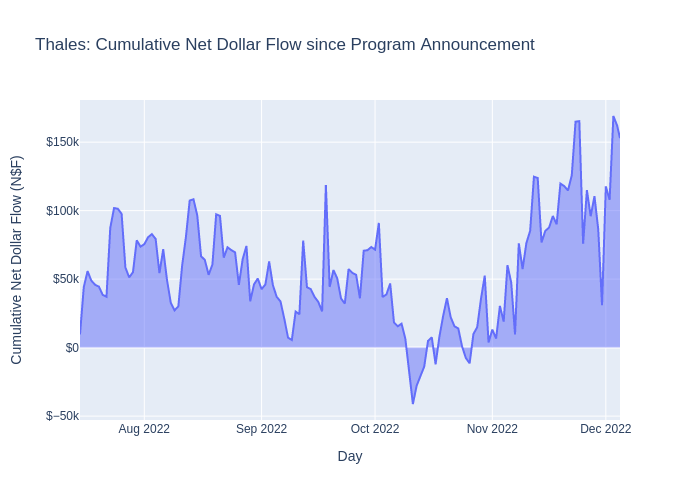 Thales: Cumulative Net Dollar Flow since Program Announcement
Cumulative Net Dollar Flow (N$F)
$150k
$100k
$50k
$0
$−50k
Aug 2022
Sep 2022
Oct 2022
Nov 2022
Dec 2022
Day